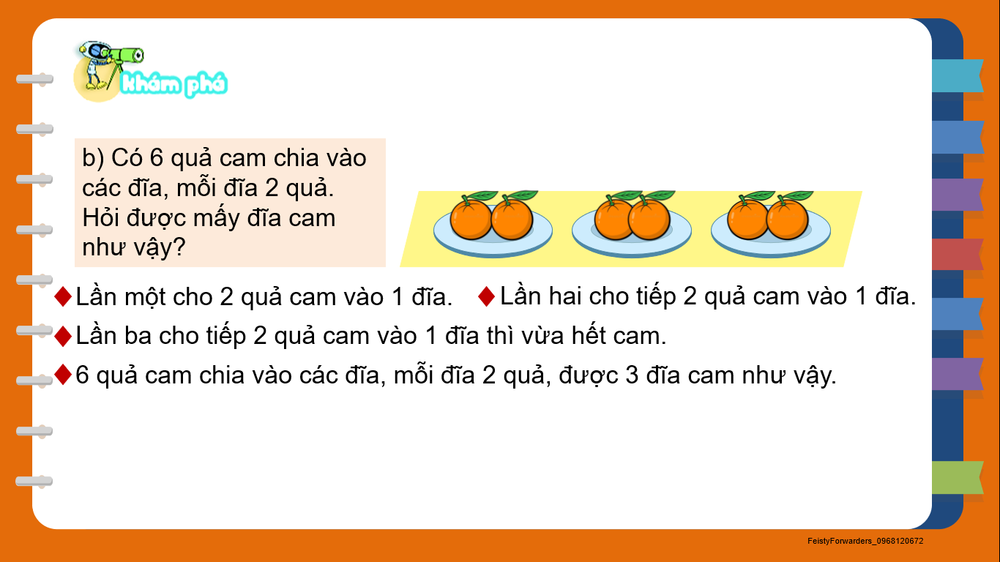 Khám phá
b) Có 6 quả cam chia vào
các đĩa, mỗi đĩa 2 quả.
Hỏi được mấy đĩa cam
như vậy?
Lần một cho 2 quả cam vào 1 đĩa.
Lần hai cho tiếp 2 quả cam vào 1 đĩa.
Lần ba cho tiếp 2 quả cam vào 1 đĩa thì vừa hết cam.
6 quả cam chia vào các đĩa, mỗi đĩa 2 quả, được 3 đĩa cam như vậy.
FeistyForwarders_0968120672